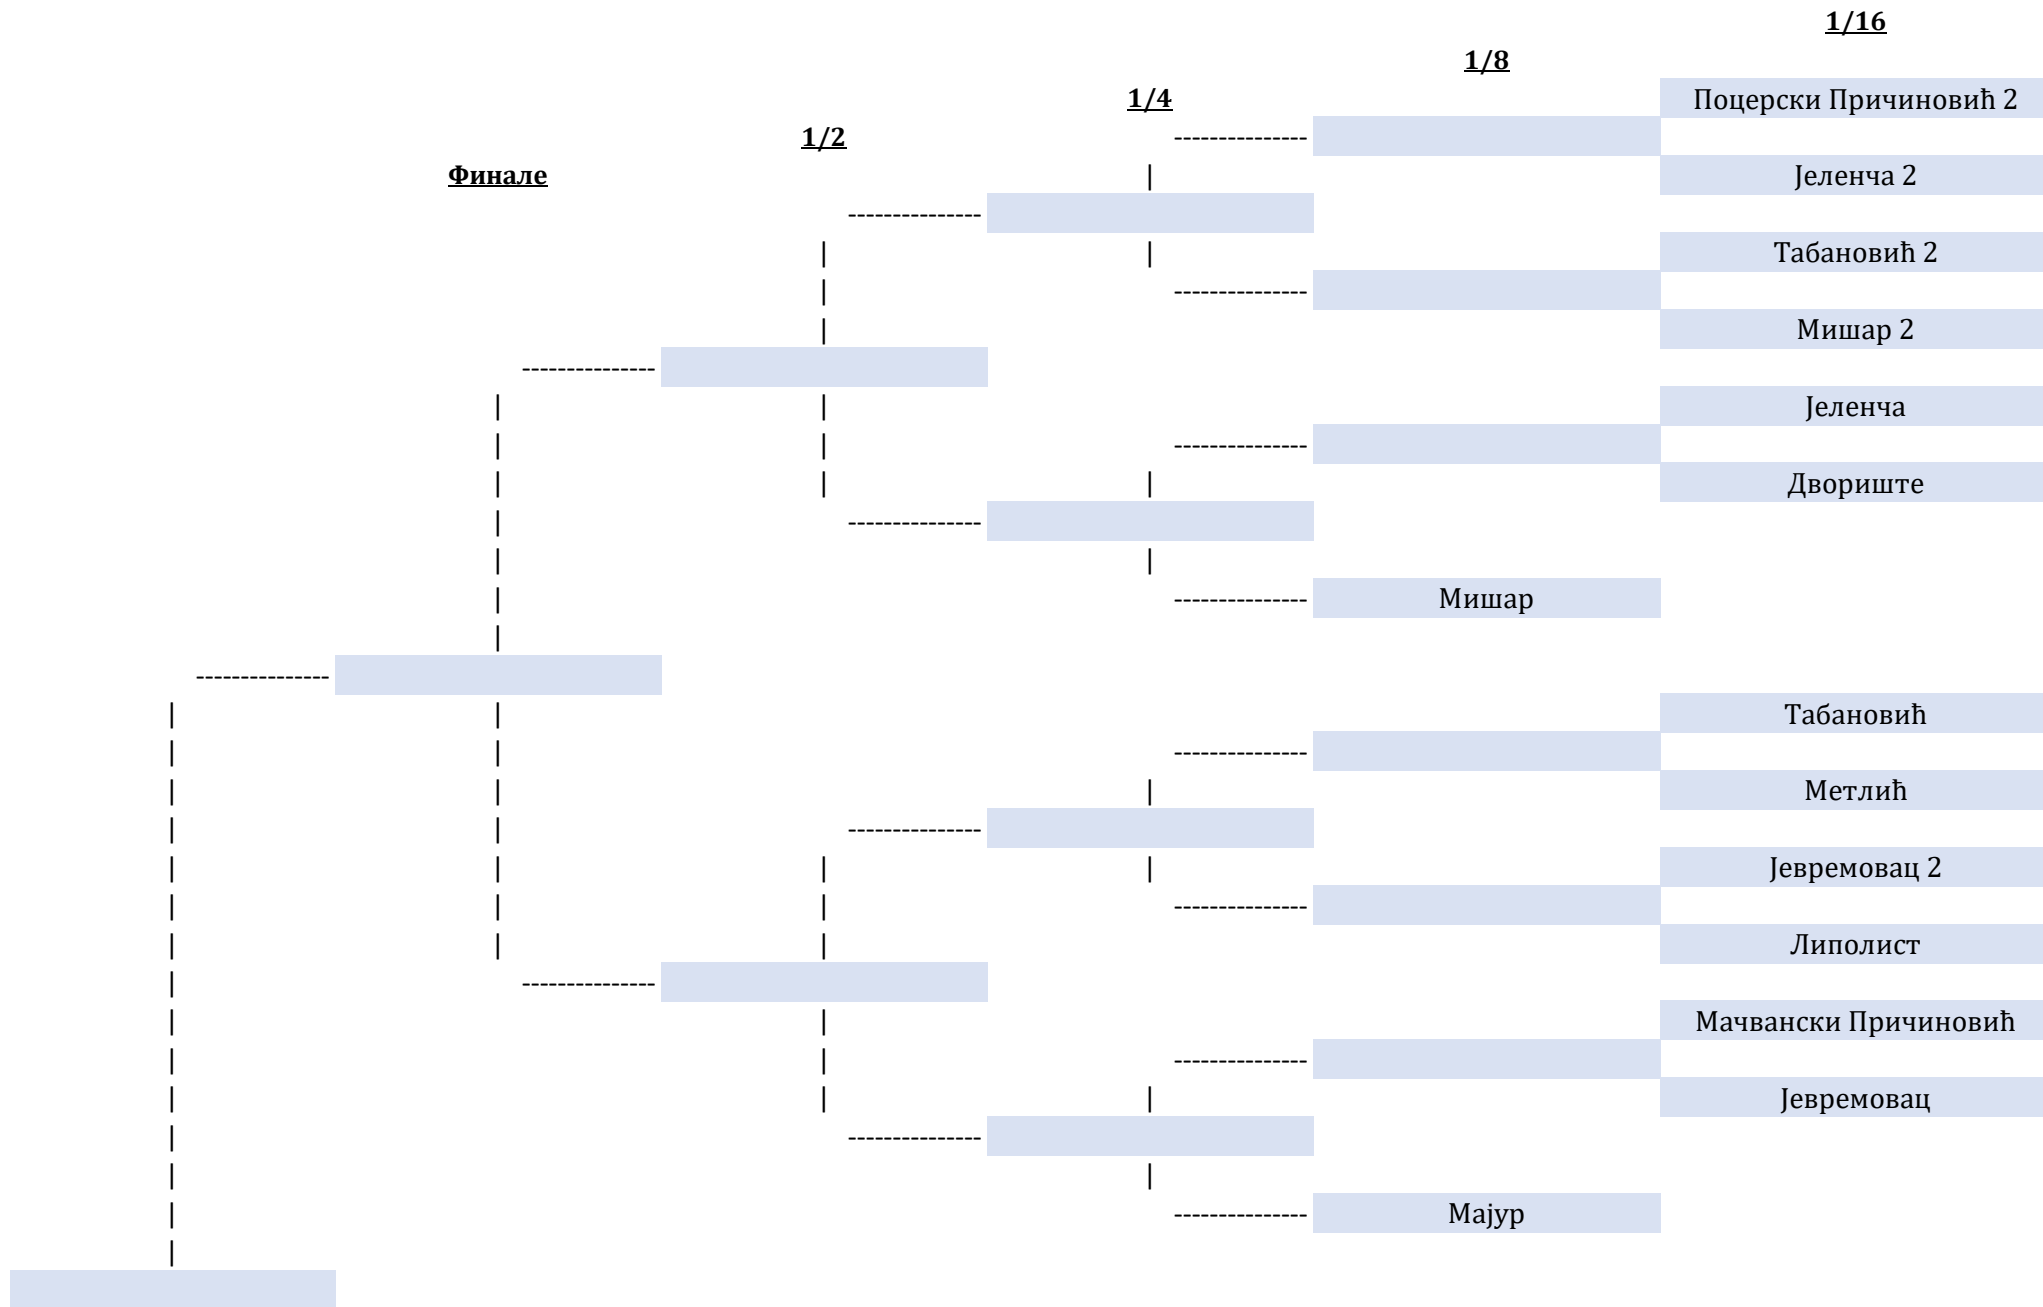 1/16
1/8
1/4
1/2
Финале
Поцерски Причиновић 2
Јеленча 2
Табановић 2
Мишар 2
Јеленча
Двориште
Мишар
Табановић
Метлић
Јевремовац 2
Липолист
Мачвански Причиновић
Јевремовац
Мајур